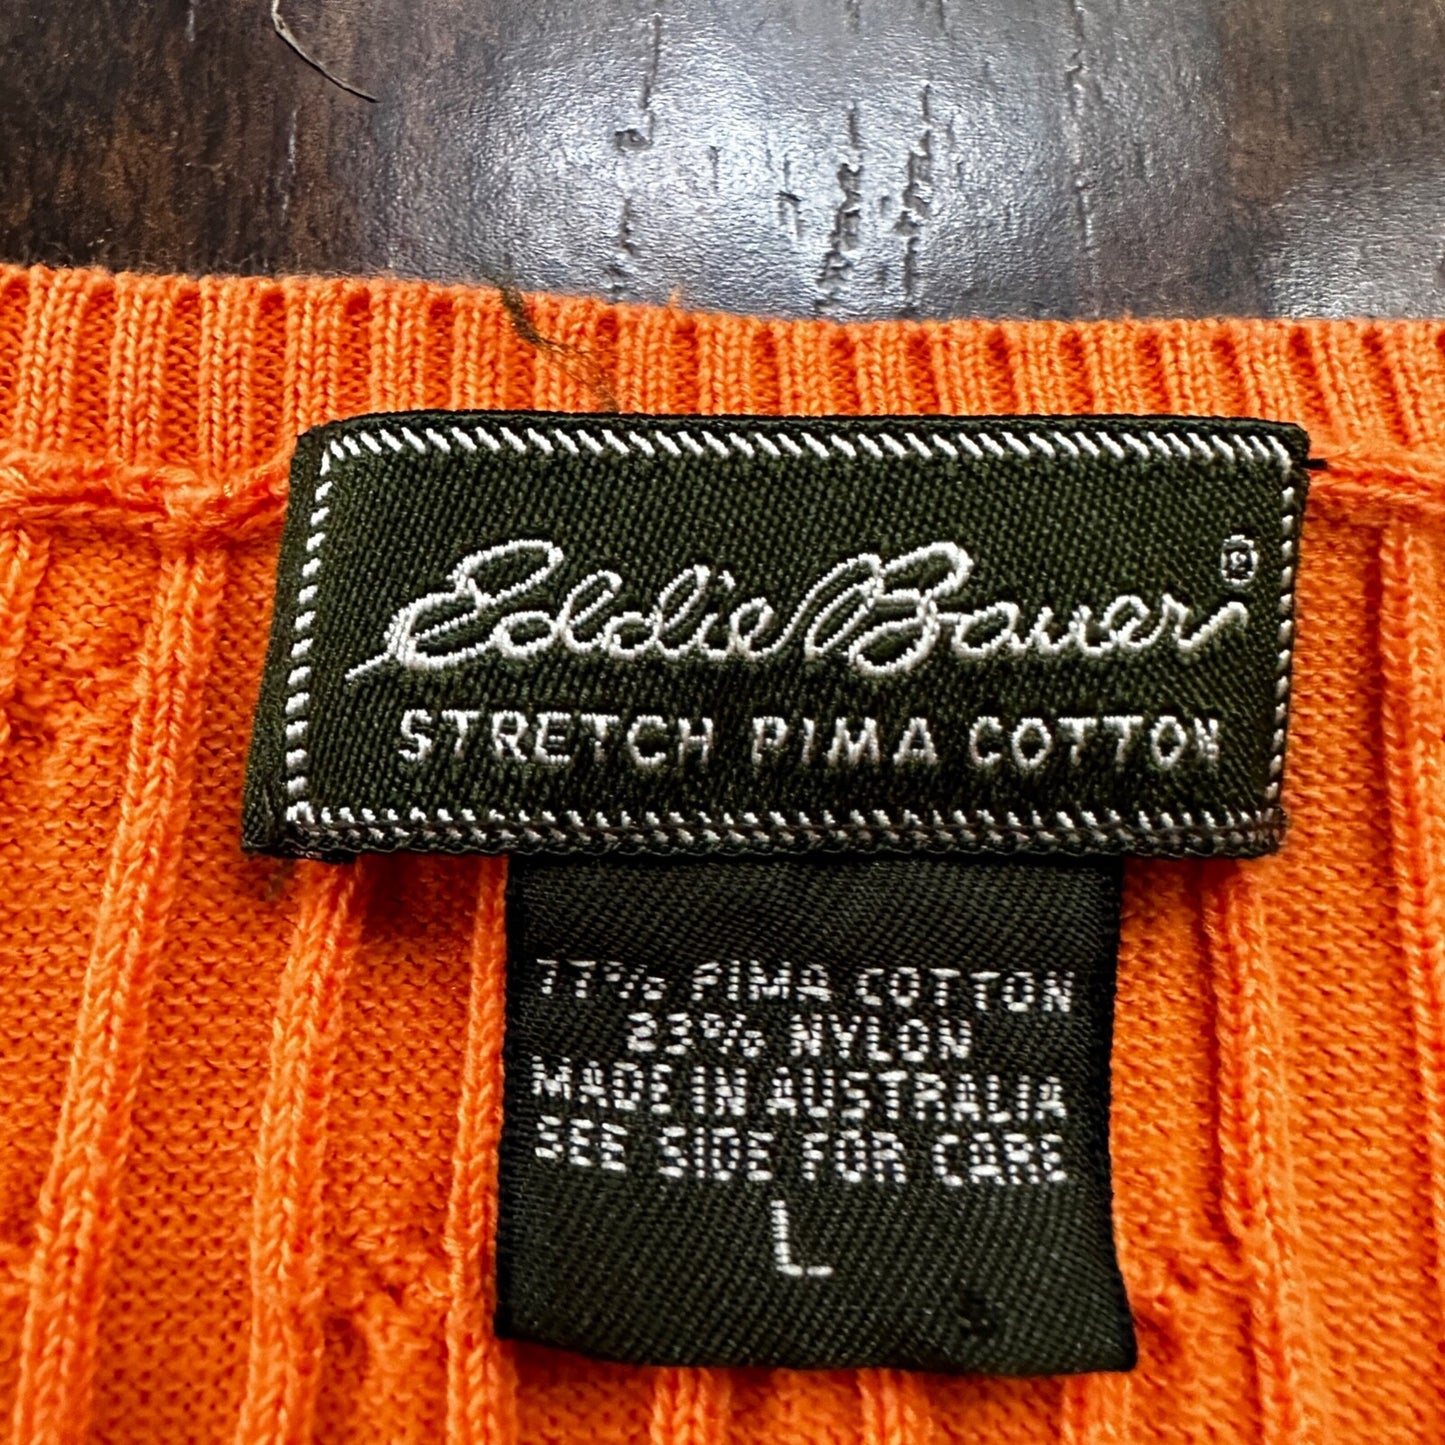 Eddie Bauer®
STRETCH PIMA COTTON
77% PIMA COTTON
23% NYLON
MADE IN AUSTRALIA
SEE SIDE FOR CARE
L